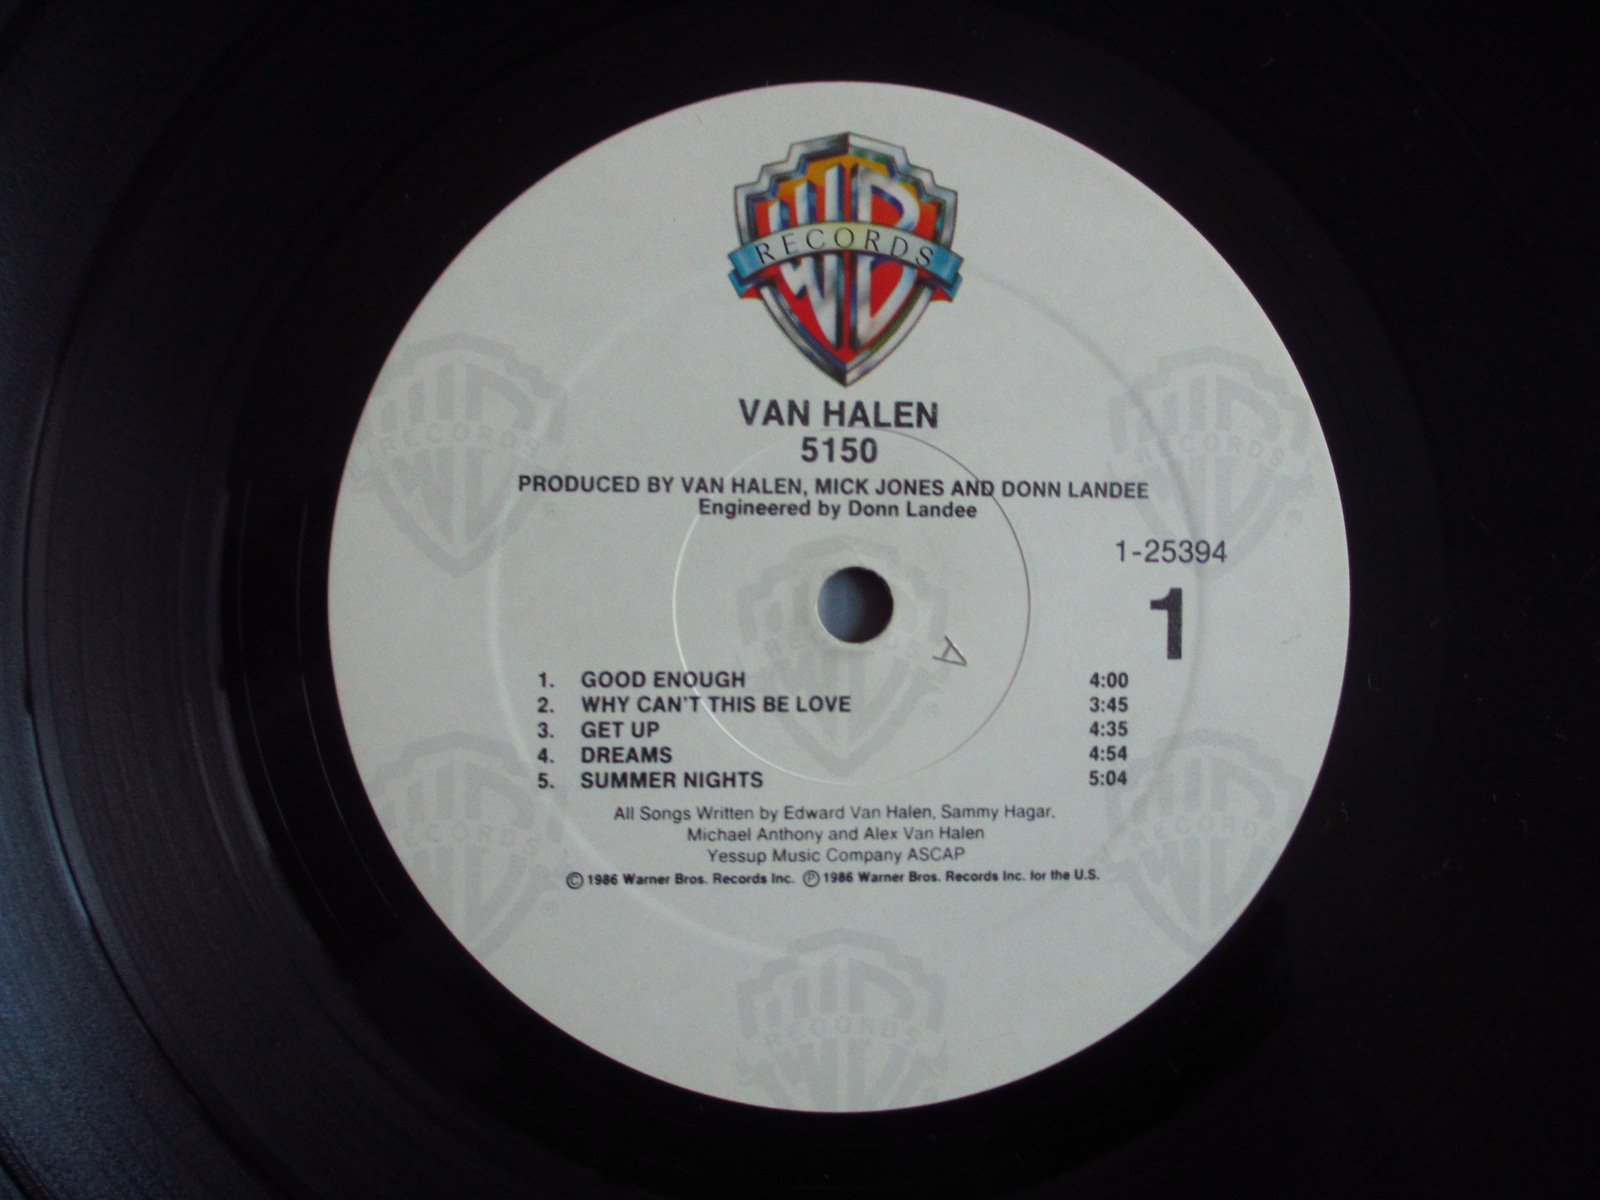 WB
RECORDS
VAN HALEN
5150
PRODUCED BY VAN HALEN, MICK JONES AND DONN LANDEE
Engineered by Donn Landee
1-25394
1
A
1. GOOD ENOUGH 4:00
2. WHY CAN'T THIS BE LOVE 3:45
3. GET UP 4:35
4. DREAMS 4:54
5. SUMMER NIGHTS 5:04
All Songs Written by Edward Van Halen, Sammy Hagar,
Michael Anthony and Alex Van Halen
Yessup Music Company ASCAP
© 1986 Warner Bros. Records Inc. ℗ 1986 Warner Bros. Records Inc. for the U.S.